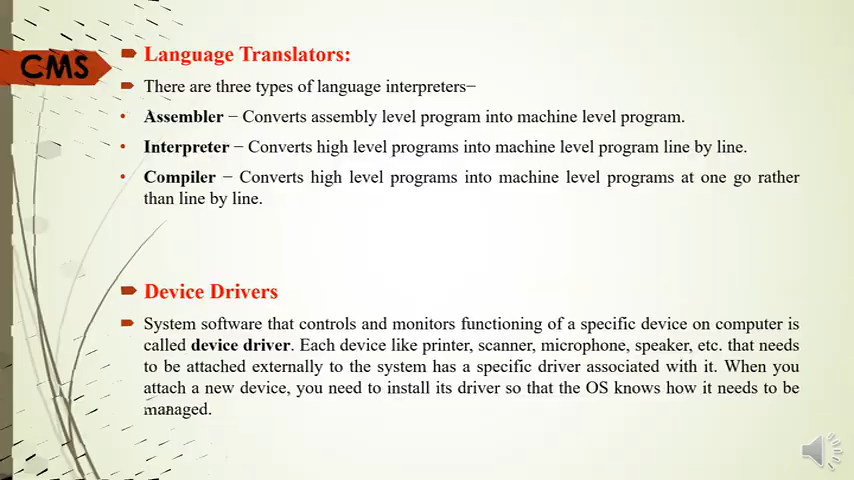 CMS
Language Translators:
There are three types of language interpreters−
Assembler − Converts assembly level program into machine level program.
Interpreter − Converts high level programs into machine level program line by line.
Compiler − Converts high level programs into machine level programs at one go rather
than line by line.
Device Drivers
System software that controls and monitors functioning of a specific device on computer is
called device driver. Each device like printer, scanner, microphone, speaker, etc. that needs
to be attached externally to the system has a specific driver associated with it. When you
attach a new device, you need to install its driver so that the OS knows how it needs to be
managed.